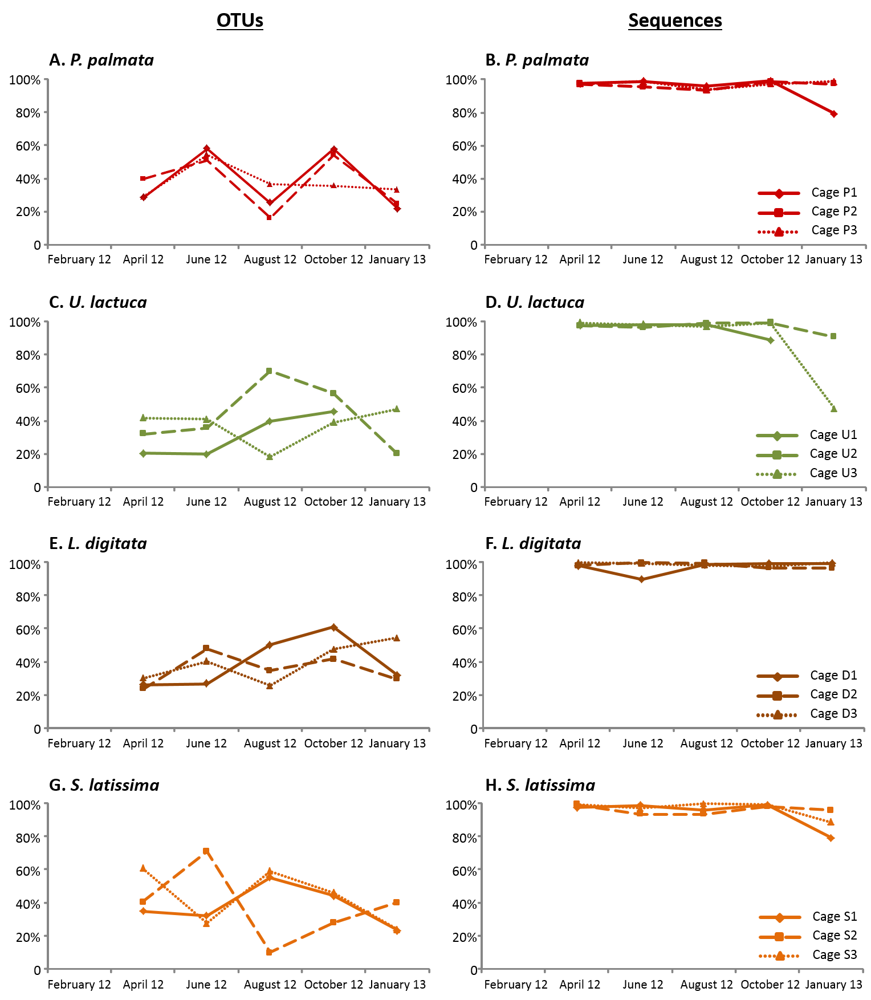 OTUs
Sequences
A. P. palmata
100%
80%
60%
40%
20%
0
February 12 April 12 June 12 August 12 October 12 January 13
B. P. palmata
100%
80%
60%
40%
20%
0
Cage P1
Cage P2
Cage P3
February 12 April 12 June 12 August 12 October 12 January 13
C. U. lactuca
100%
80%
60%
40%
20%
0
February 12 April 12 June 12 August 12 October 12 January 13
D. U. lactuca
100%
80%
60%
40%
20%
0
Cage U1
Cage U2
Cage U3
February 12 April 12 June 12 August 12 October 12 January 13
E. L. digitata
100%
80%
60%
40%
20%
0
February 12 April 12 June 12 August 12 October 12 January 13
F. L. digitata
100%
80%
60%
40%
20%
0
Cage D1
Cage D2
Cage D3
February 12 April 12 June 12 August 12 October 12 January 13
G. S. latissima
100%
80%
60%
40%
20%
0
February 12 April 12 June 12 August 12 October 12 January 13
H. S. latissima
100%
80%
60%
40%
20%
0
Cage S1
Cage S2
Cage S3
February 12 April 12 June 12 August 12 October 12 January 13